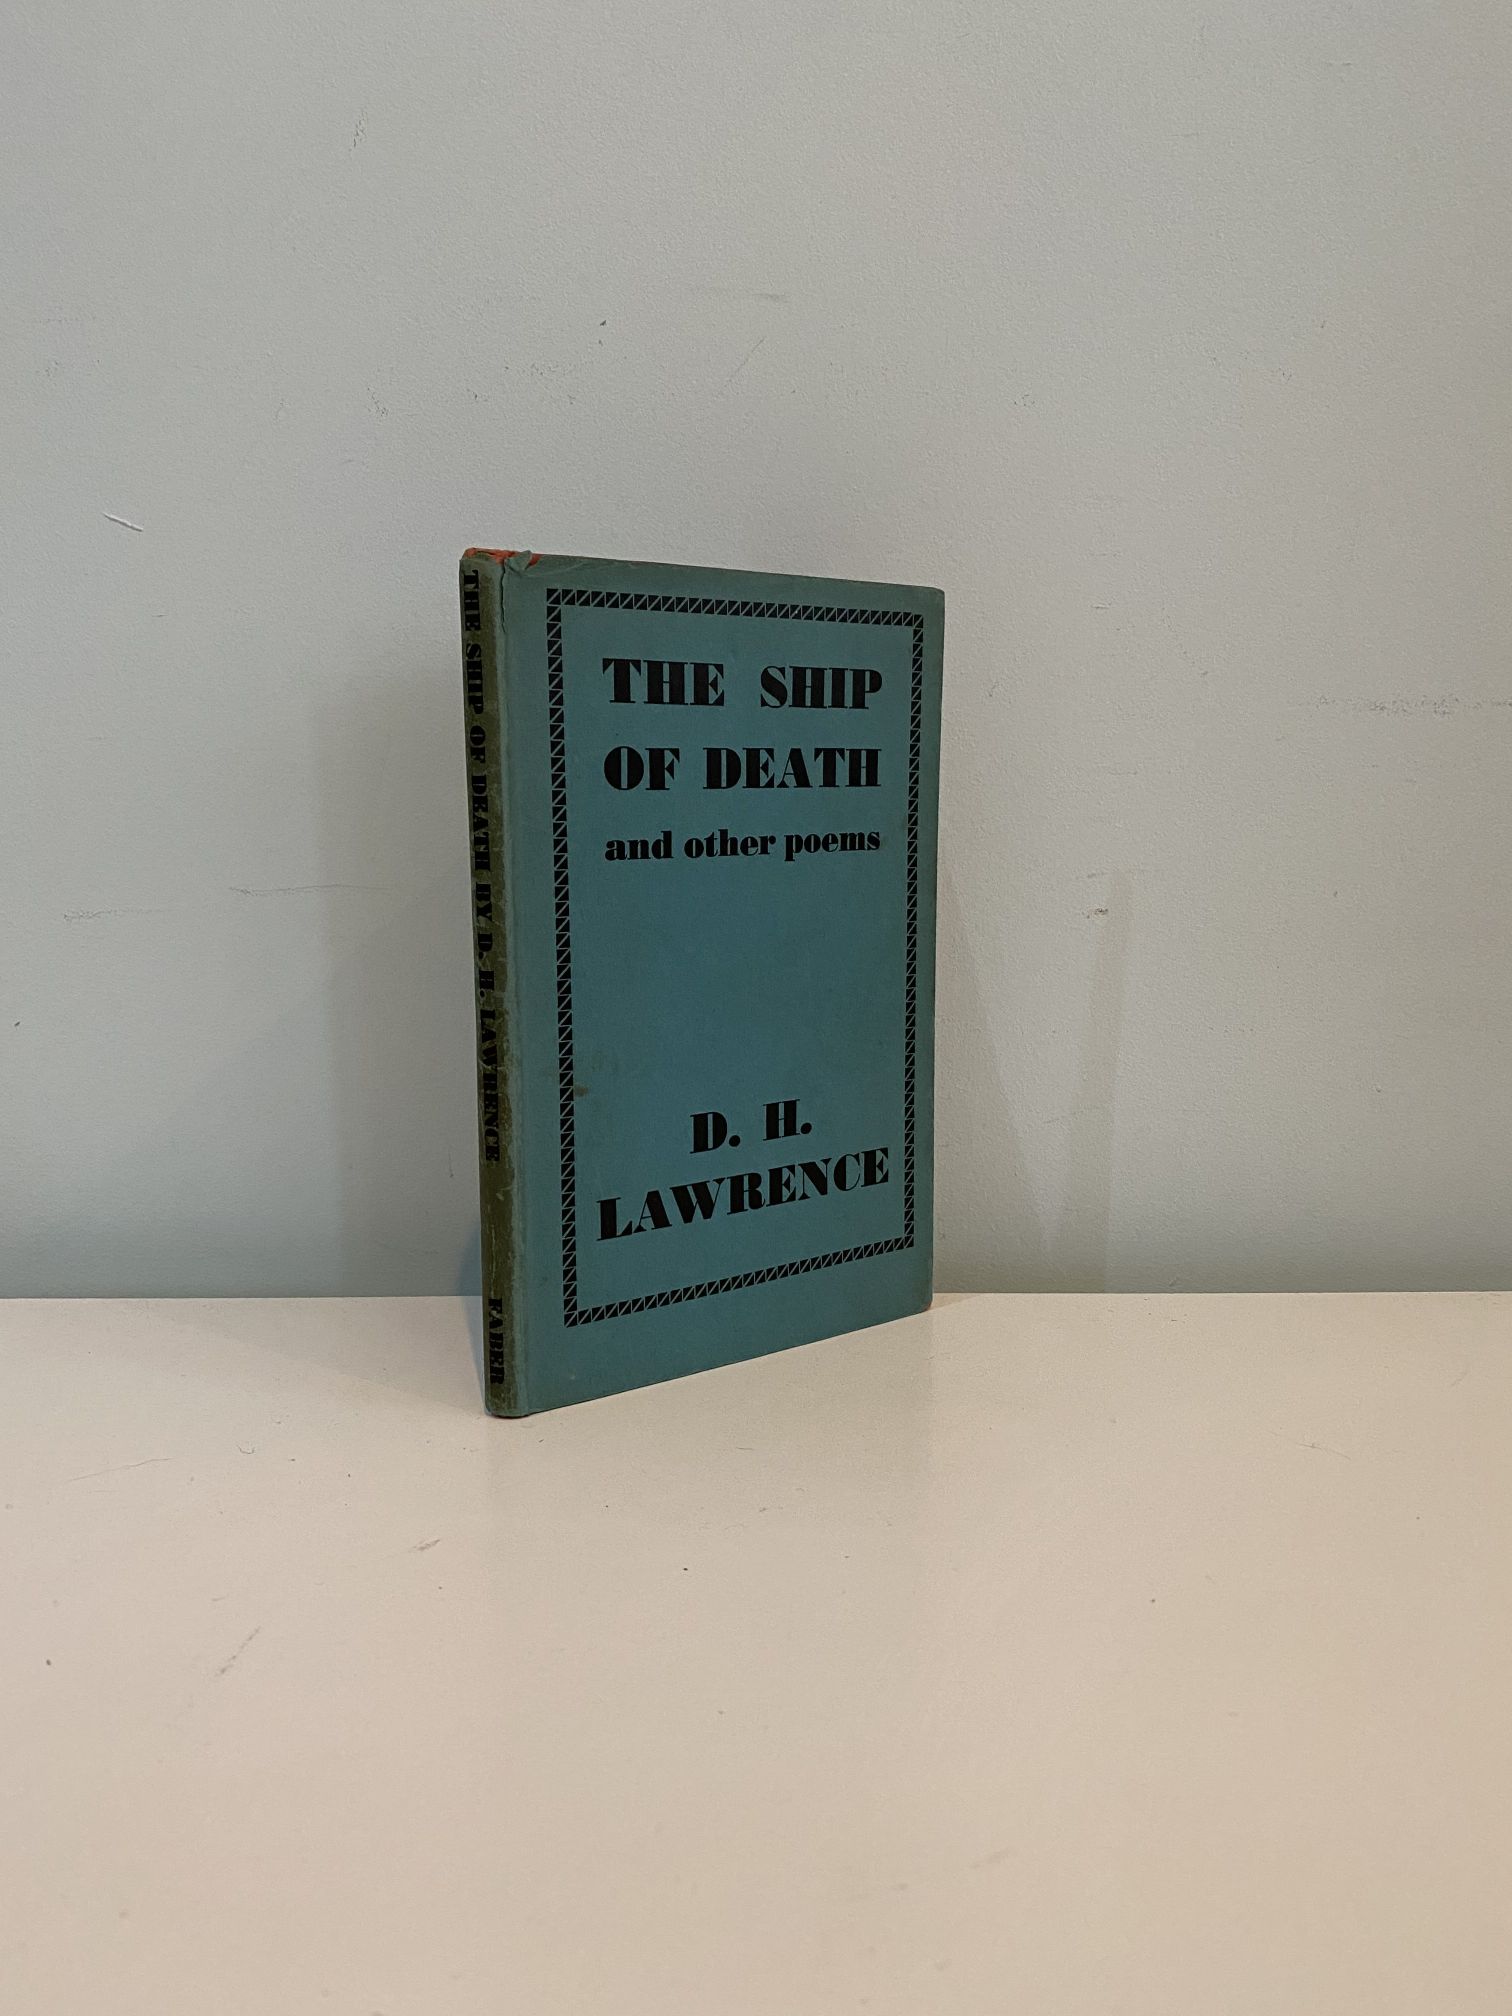 THE SHIP OF DEATH BY D. H. LAWRENCE
FABER
THE SHIP
OF DEATH
and other poems
D. H.
LAWRENCE